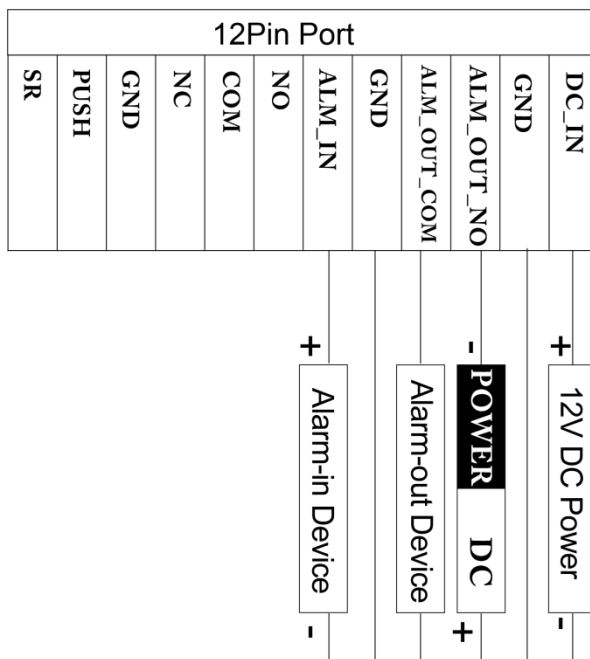 12Pin Port
SR
PUSH
GND
NC
COM
NO
ALM_IN
GND
ALM_OUT_COM
ALM_OUT_NO
GND
DC_IN
+
-
+
Alarm-in Device
Alarm-out Device
POWER DC
12V DC Power
-
+
-